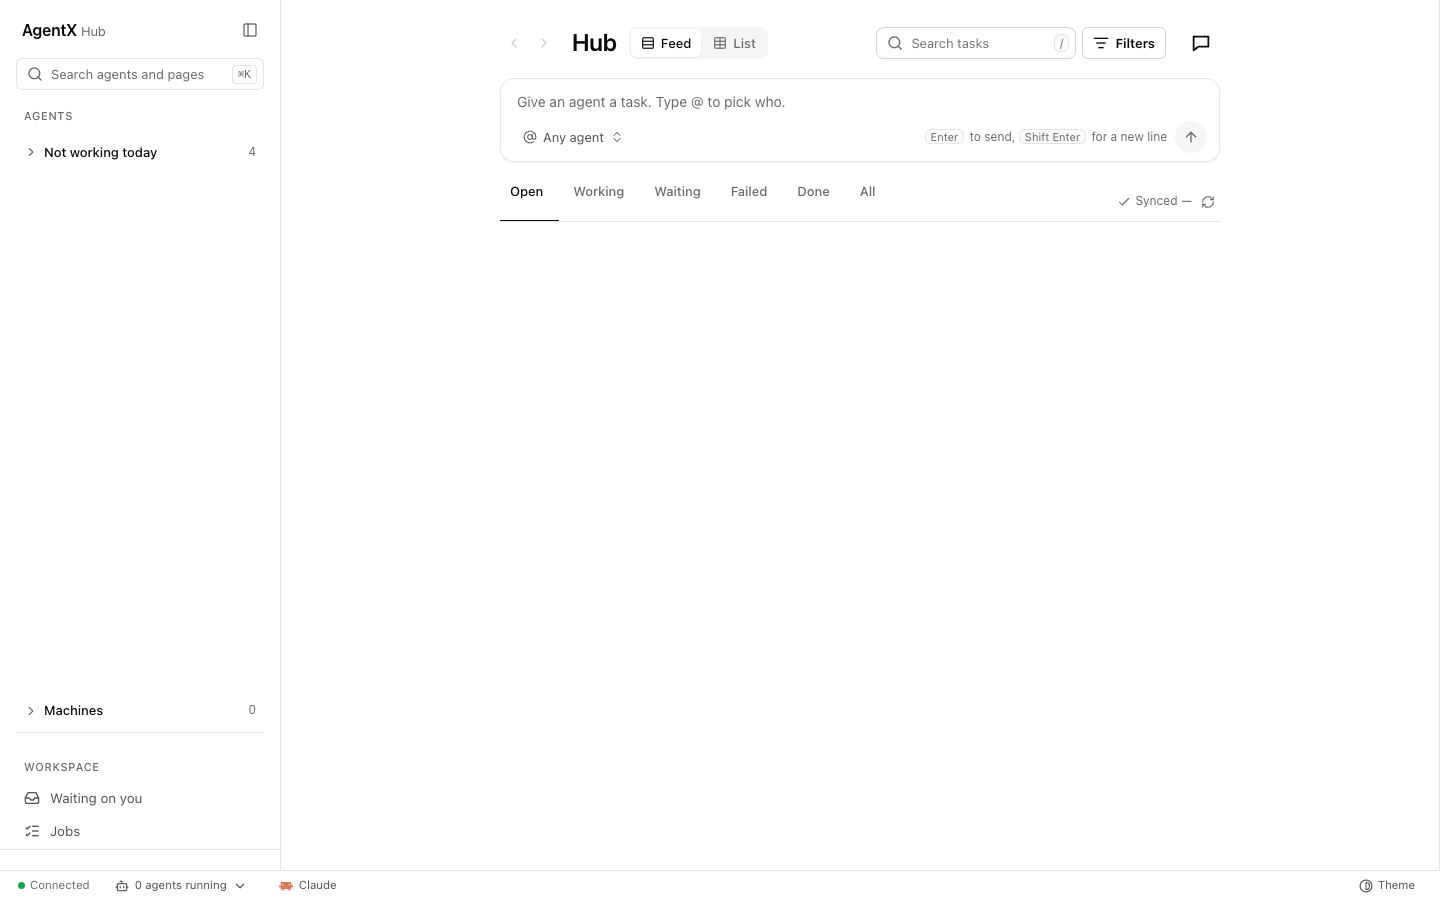 AgentX Hub
Search agents and pages ⌘K
AGENTS
Not working today 4
Machines 0
WORKSPACE
Waiting on you
Jobs
Hub Feed List Search tasks / Filters
Give an agent a task. Type @ to pick who.
@ Any agent Enter to send, Shift Enter for a new line
Open Working Waiting Failed Done All
Synced —
Connected 0 agents running Claude Theme